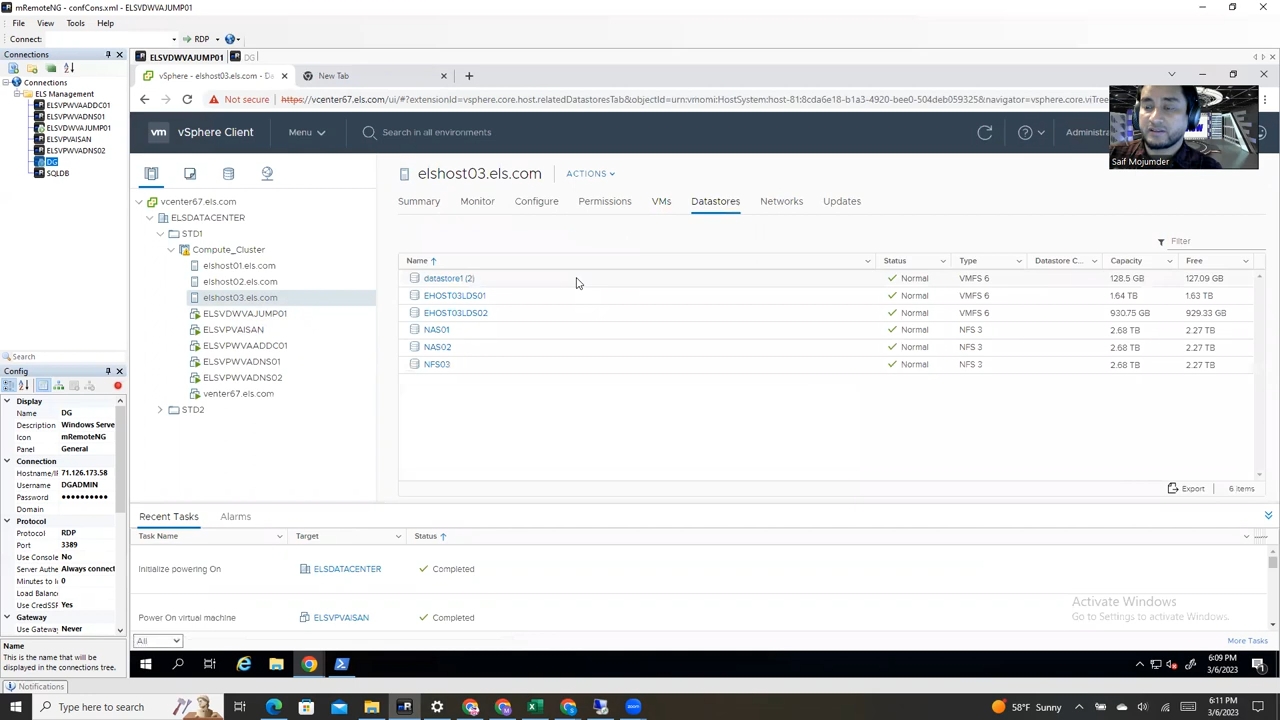 mRemoteNG - confCons.xml - ELSVDWVAJUMP01
File View Tools Help
Connect: RDP
Connections
Connections
ELS Management
ELSVPWVAADDC01
ELSVPWVADNS01
ELSVDWVAJUMP01
ELSVPVAISAN
ELSVPWVADNS02
DG
SQLDB
Search
Config
Display
Name DG
Description Windows Serve
Icon mRemoteNG
Panel General
Connection
Hostname/I 71.126.173.58
Username DGADMIN
Password ●●●●●●●●●●
Domain
Protocol
Protocol RDP
Port 3389
Use Console No
Server Authe Always connect
Minutes to Ic 0
Load Balance
Use CredSSP Yes
Gateway
Use Gateway Never
Name
This is the name that will be
displayed in the connections tree.
Notifications
ELSVDWVAJUMP01 DG
vSphere - elshost03.els.com - Da New Tab
Not secure https://vcenter67.els.com/ui/#?extensionId=vsphere.core.host.relatedDatastoresTab&objectId=urn:vmomi:HostSystem:host-81:8cda6e18-b1a3-4920-bee0-504deb059325&navigator=vsphere.core.viTree
vm vSphere Client Menu Search in all environments Administra
Saif Mojumder
vcenter67.els.com
ELSDATACENTER
STD1
Compute_Cluster
elshost01.els.com
elshost02.els.com
elshost03.els.com
ELSVDWVAJUMP01
ELSVPVAISAN
ELSVPWVAADDC01
ELSVPWVADNS01
ELSVPWVADNS02
venter67.els.com
STD2
elshost03.els.com ACTIONS
Summary Monitor Configure Permissions VMs Datastores Networks Updates
Filter
Name Status Type Datastore C... Capacity Free
datastore1 (2) Normal VMFS 6 128.5 GB 127.09 GB
EHOST03LDS01 Normal VMFS 6 1.64 TB 1.63 TB
EHOST03LDS02 Normal VMFS 6 930.75 GB 929.33 GB
NAS01 Normal NFS 3 2.68 TB 2.27 TB
NAS02 Normal NFS 3 2.68 TB 2.27 TB
NFS03 Normal NFS 3 2.68 TB 2.27 TB
Export 6 items
Recent Tasks Alarms
Task Name Target Status
Initialize powering On ELSDATACENTER Completed
Power On virtual machine ELSVPVAISAN Completed
Activate Windows
Go to Settings to activate Windows.
All More Tasks
6:09 PM
3/6/2023
Type here to search
58°F Sunny
6:11 PM
3/6/2023